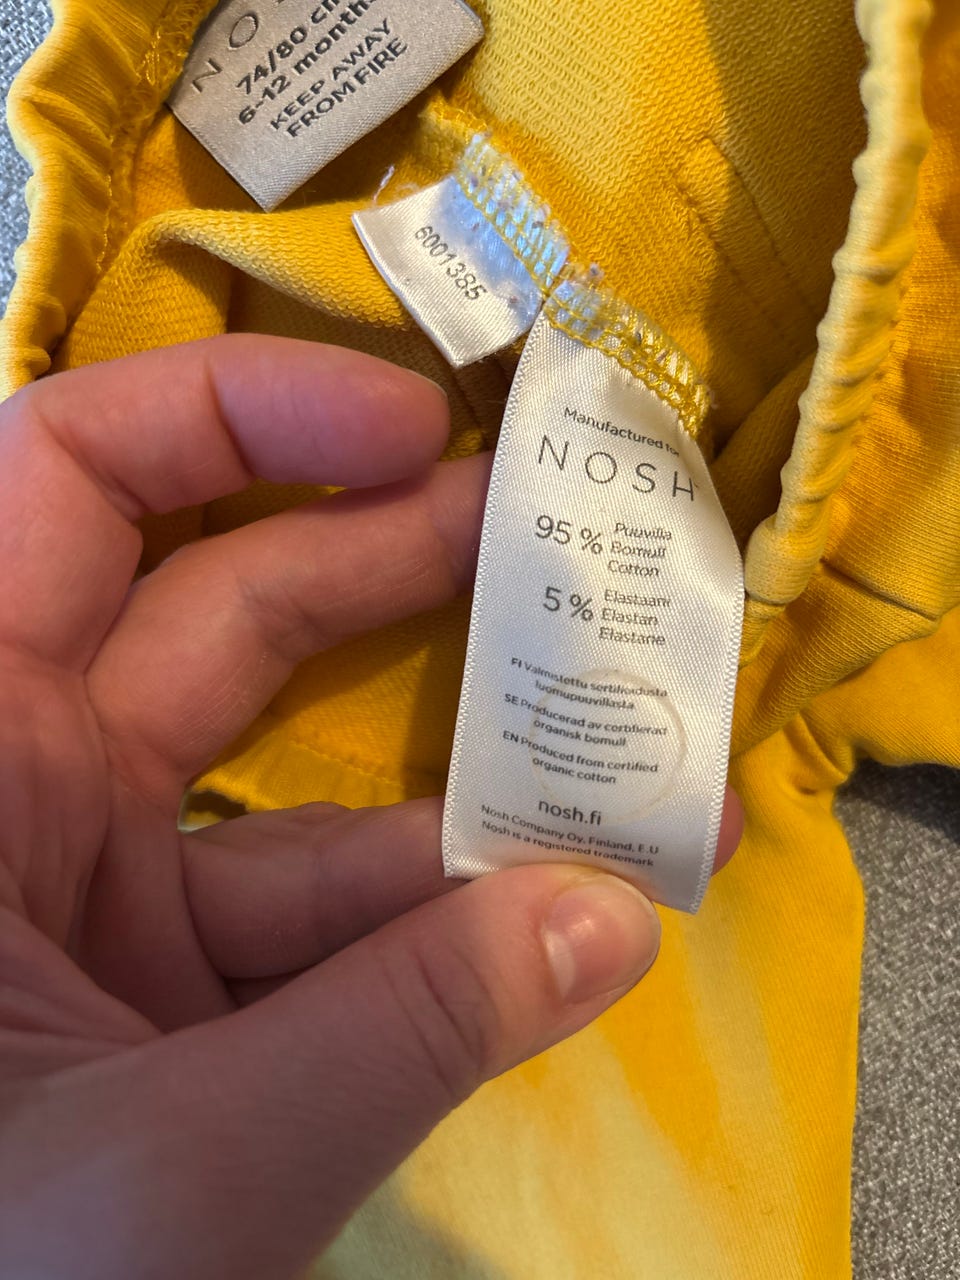 NO
74/80 cm
6-12 months
KEEP AWAY
FROM FIRE
6001385
Manufactured for
NOSH
95 % Puuvilla
Bomull
Cotton
5 % Elastaani
Elastan
Elastane
FI Valmistettu sertifioidusta
luomupuuvillasta
SE Producerad av certifierad
organisk bomull
EN Produced from certified
organic cotton
nosh.fi
Nosh Company Oy, Finland, E.U
Nosh is a registered trademark